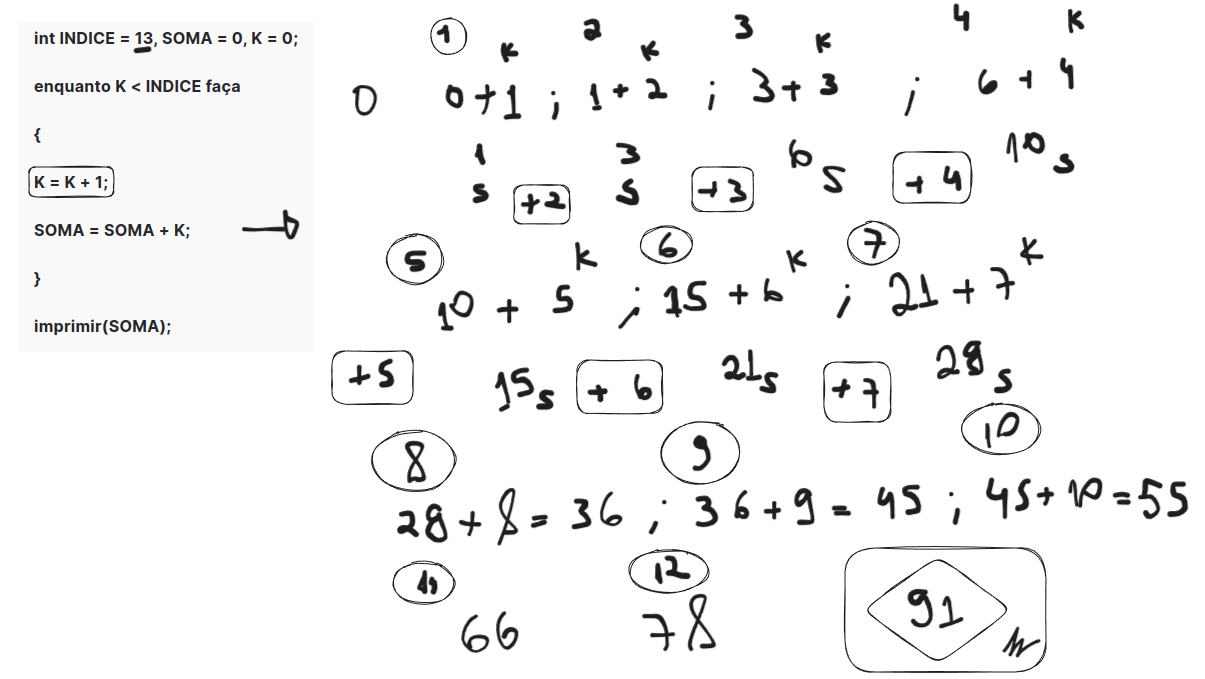 int INDICE = 13, SOMA = 0, K = 0;
enquanto K < INDICE faça
{
K = K + 1;
SOMA = SOMA + K;
}
imprimir(SOMA);
1 2 3 4 K
K K K
0 0+1 ; 1+2 ; 3+3 ; 6+4
1 3 6 s 10 s
s +2 s +3 +4
5 K 6 K 7 K
10 + 5 ; 15 + 6 ; 21 + 7
+5 15 s + 6 21 s +7 28 s
8 9 10
28 + 8 = 36 ; 36 + 9 = 45 ; 45 + 10 = 55
11 12
66 78 91